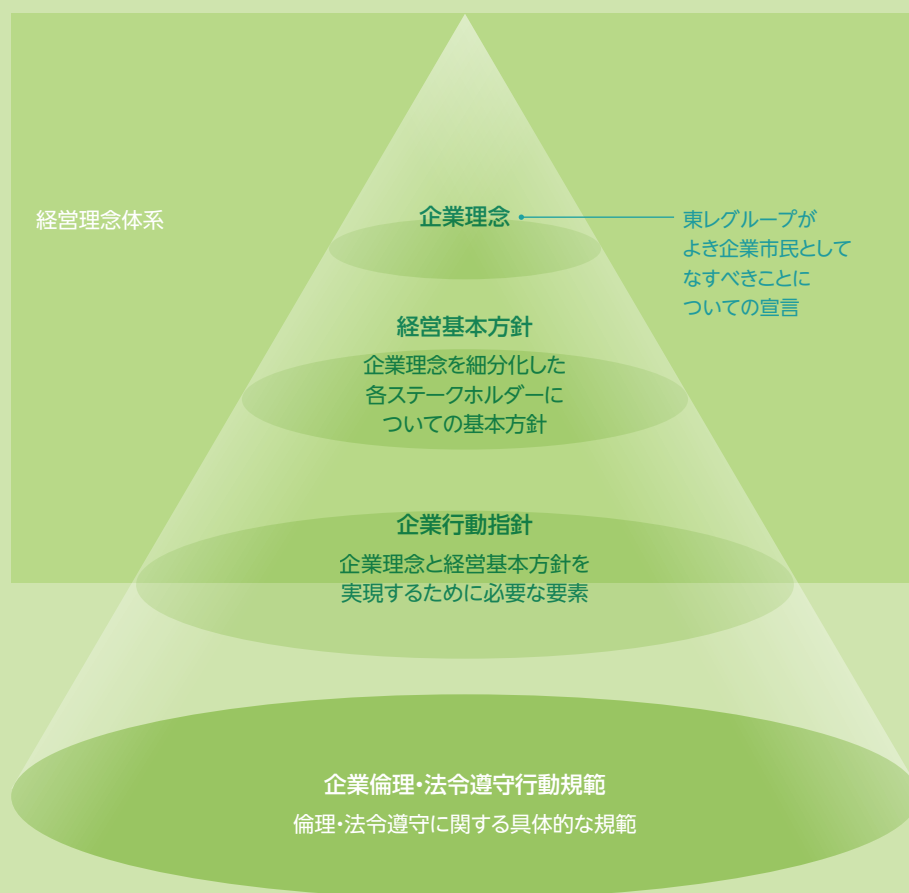 経営理念体系
企業理念
東レグループが
よき企業市民として
なすべきことに
ついての宣言
経営基本方針
企業理念を細分化した
各ステークホルダーに
ついての基本方針
企業行動指針
企業理念と経営基本方針を
実現するために必要な要素
企業倫理・法令遵守行動規範
倫理・法令遵守に関する具体的な規範